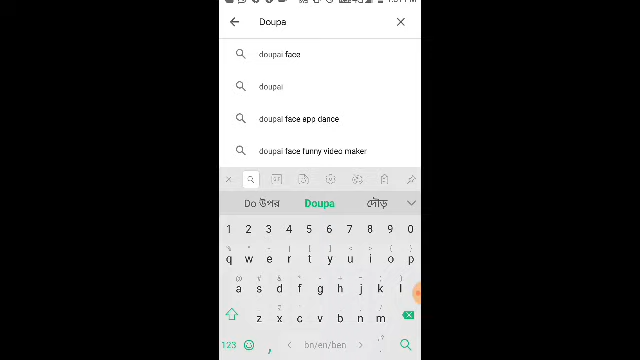 Doupa
doupai face
doupai
doupai face app dance
doupai face funny video maker
Do উপর Doupa দৌড়
1 2 3 4 5 6 7 8 9 0
q w e r t y u i o p
a s d f g h j k l
z x c v b n m
123 , bn/en/ben